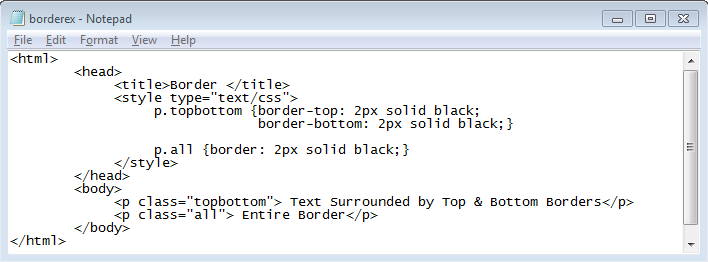 borderex - Notepad
File Edit Format View Help
<html>
<head>
<title>Border </title>
<style type="text/css">
p.topbottom {border-top: 2px solid black;
border-bottom: 2px solid black;}
p.all {border: 2px solid black;}
</style>
</head>
<body>
<p class="topbottom"> Text Surrounded by Top & Bottom Borders</p>
<p class="all"> Entire Border</p>
</body>
</html>